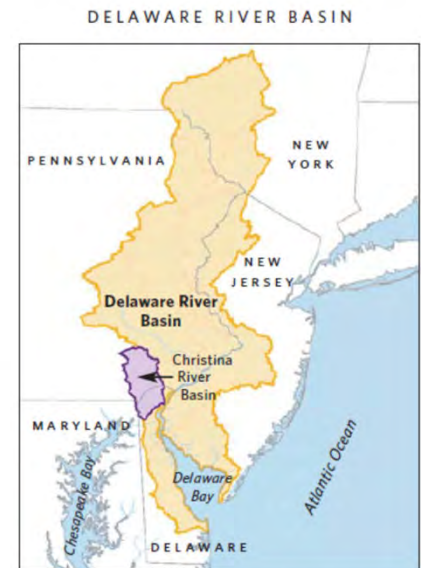 DELAWARE RIVER BASIN
PENNSYLVANIA
NEW
YORK
NEW
JERSEY
Delaware River
Basin
Christina
River
Basin
MARYLAND
Chesapeake Bay
Delaware
Bay
Atlantic Ocean
DELAWARE